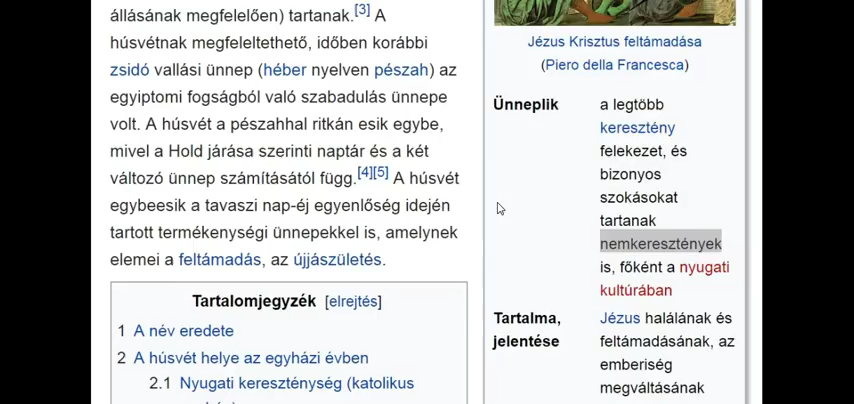 állásának megfelelően) tartanak.[3] A
húsvétnak megfeleltethető, időben korábbi
zsidó vallási ünnep (héber nyelven pészah) az
egyiptomi fogságból való szabadulás ünnepe
volt. A húsvét a pészahhal ritkán esik egybe,
mivel a Hold járása szerinti naptár és a két
változó ünnep számításától függ.[4][5] A húsvét
egybeesik a tavaszi nap-éj egyenlőség idején
tartott termékenységi ünnepekkel is, amelynek
elemei a feltámadás, az újjászületés.
Tartalomjegyzék [elrejtés]
1 A név eredete
2 A húsvét helye az egyházi évben
2.1 Nyugati kereszténység (katolikus
Jézus Krisztus feltámadása
(Piero della Francesca)
Ünneplik
a legtöbb
keresztény
felekezet, és
bizonyos
szokásokat
tartanak
nemkeresztények
is, főként a nyugati
kultúrában
Tartalma,
jelentése
Jézus halálának és
feltámadásának, az
emberiség
megváltásának